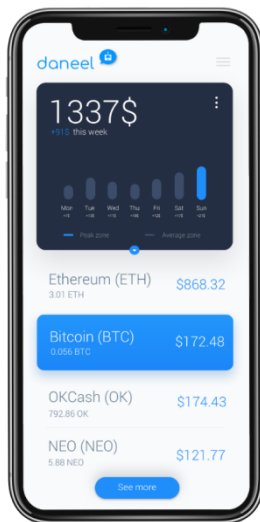 daneel
1337$
+91$ this week
Mon Tue Wed Thu Fri Sat Sun
Peak zone Average zone
Ethereum (ETH) $868.32
3.01 ETH
Bitcoin (BTC) $172.48
0.056 BTC
OKCash (OK) $174.43
792.86 OK
NEO (NEO) $121.77
5.88 NEO
See more